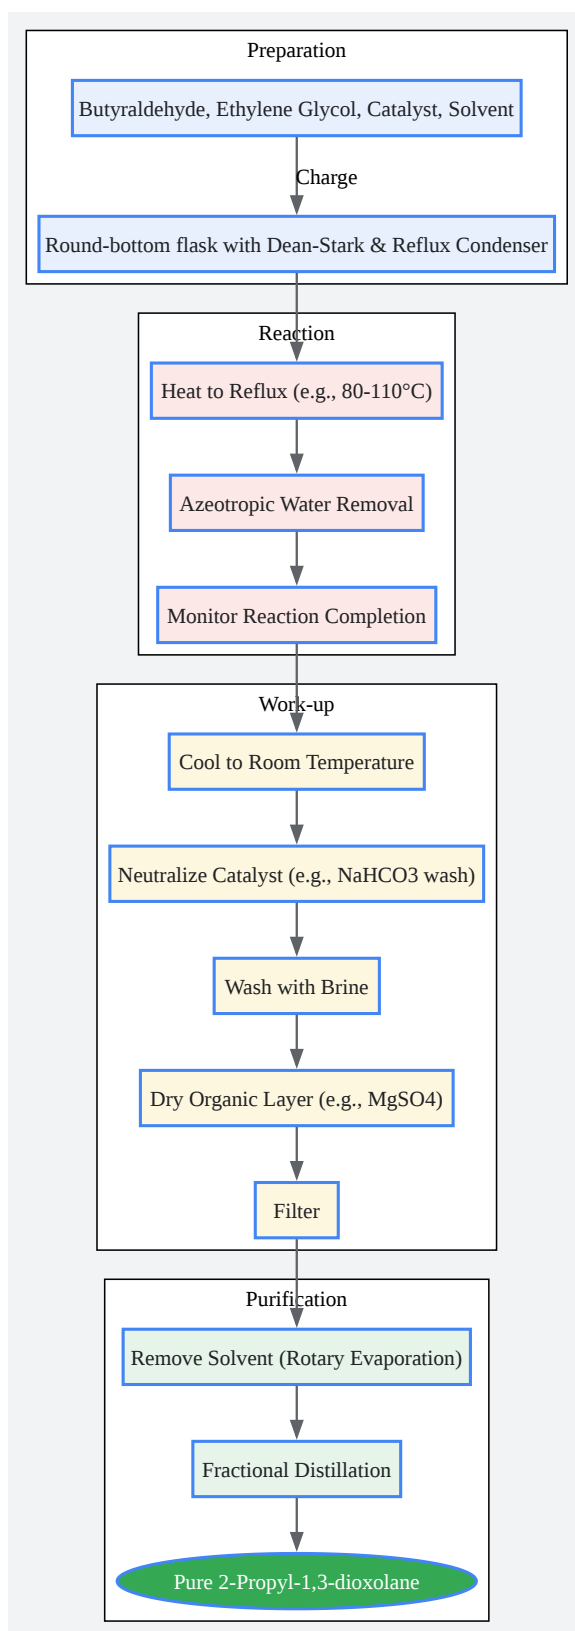 Preparation
Butyraldehyde, Ethylene Glycol, Catalyst, Solvent
Charge
Round-bottom flask with Dean-Stark & Reflux Condenser
Reaction
Heat to Reflux (e.g., 80-110°C)
Azeotropic Water Removal
Monitor Reaction Completion
Work-up
Cool to Room Temperature
Neutralize Catalyst (e.g., NaHCO3 wash)
Wash with Brine
Dry Organic Layer (e.g., MgSO4)
Filter
Purification
Remove Solvent (Rotary Evaporation)
Fractional Distillation
Pure 2-Propyl-1,3-dioxolane